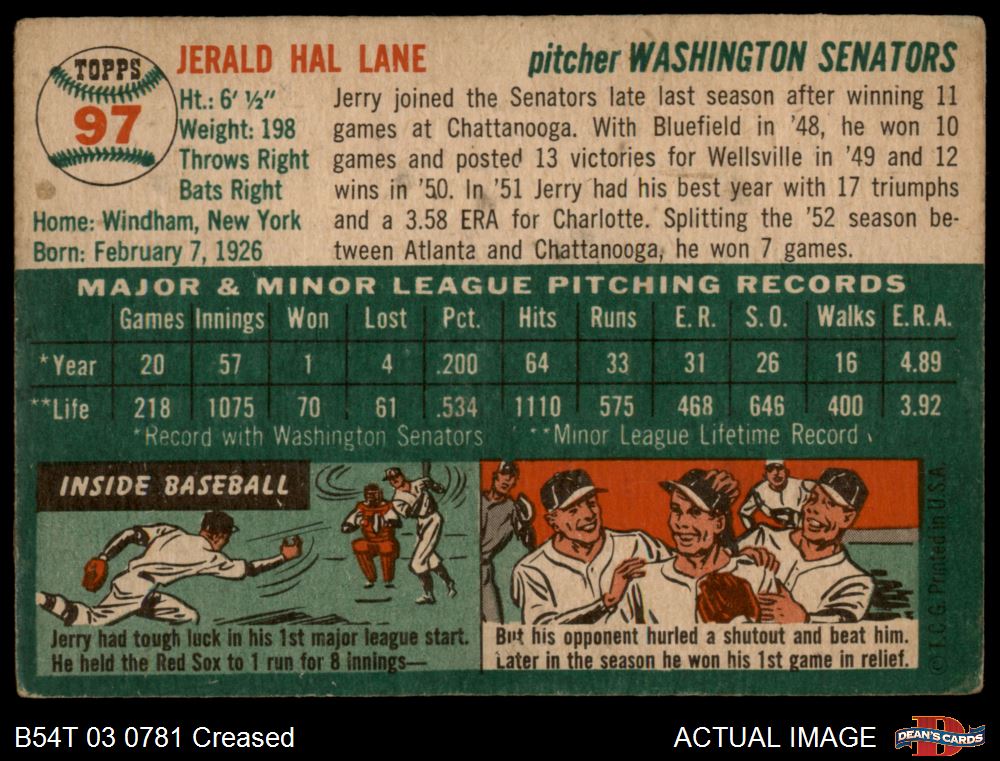 TOPPS
97
JERALD HAL LANE
pitcher WASHINGTON SENATORS
Ht.: 6' ½"
Weight: 198
Throws Right
Bats Right
Home: Windham, New York
Born: February 7, 1926
Jerry joined the Senators late last season after winning 11
games at Chattanooga. With Bluefield in '48, he won 10
games and posted 13 victories for Wellsville in '49 and 12
wins in '50. In '51 Jerry had his best year with 17 triumphs
and a 3.58 ERA for Charlotte. Splitting the '52 season be-
tween Atlanta and Chattanooga, he won 7 games.
MAJOR & MINOR LEAGUE PITCHING RECORDS
Games Innings Won Lost Pct. Hits Runs E.R. S.O. Walks E.R.A.
*Year 20 57 1 4 .200 64 33 31 26 16 4.89
**Life 218 1075 70 61 .534 1110 575 468 646 400 3.92
*Record with Washington Senators **Minor League Lifetime Record
INSIDE BASEBALL
Jerry had tough luck in his 1st major league start.
He held the Red Sox to 1 run for 8 innings—
But his opponent hurled a shutout and beat him.
Later in the season he won his 1st game in relief.
© T.C.G. Printed in U.S.A.
B54T 03 0781 Creased
ACTUAL IMAGE
DEAN'S CARDS